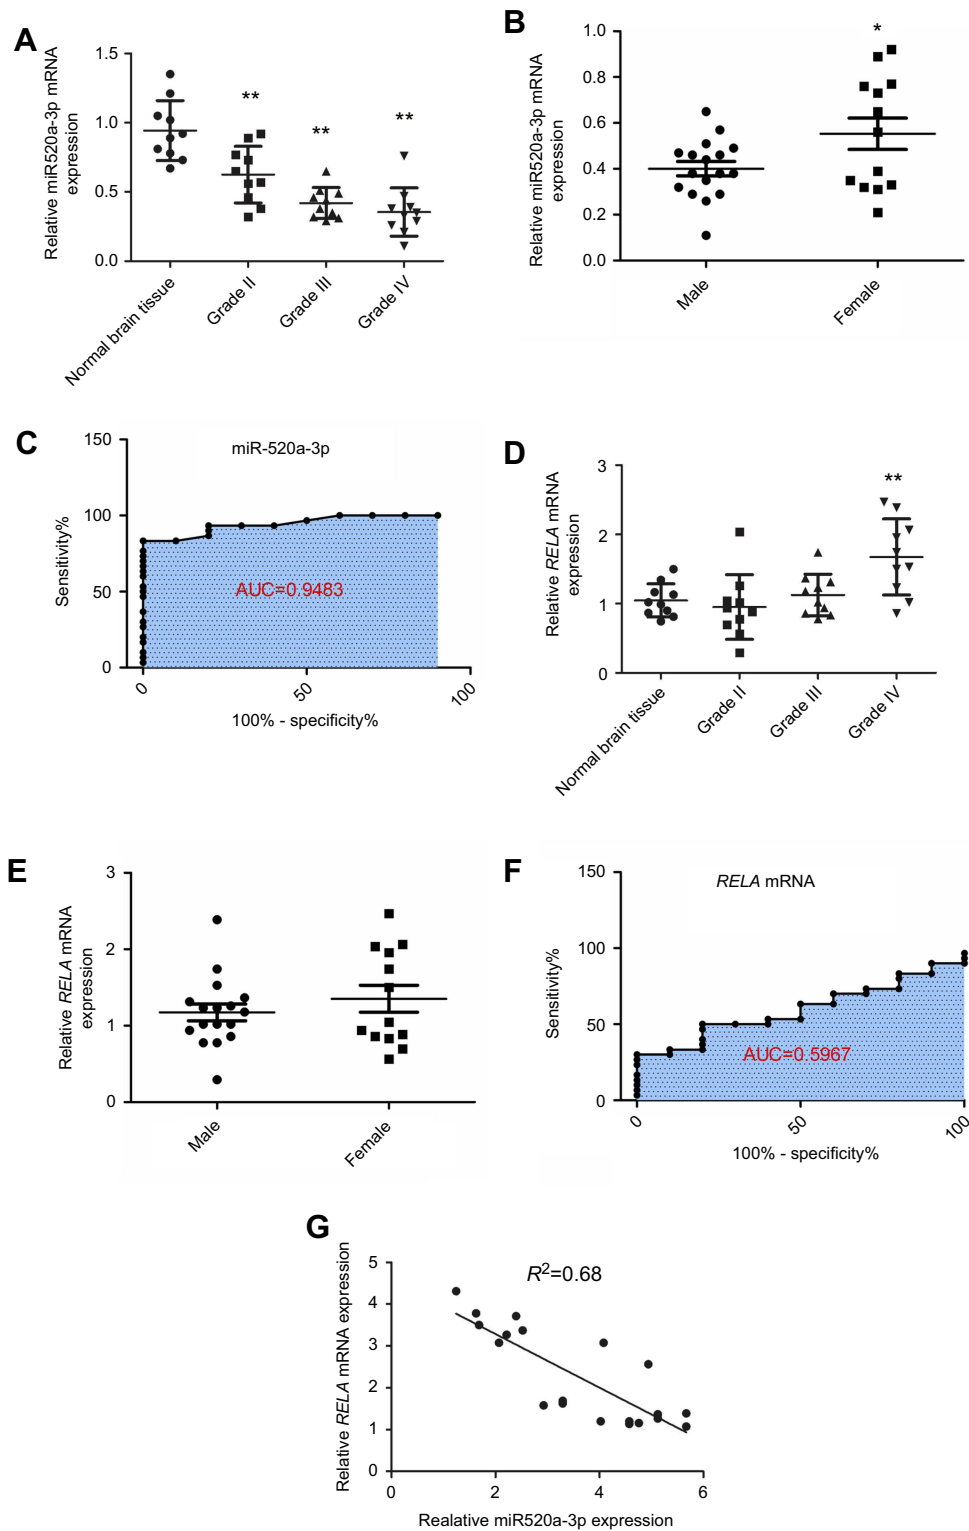 A
Relative miR520a-3p mRNA
expression
1.5
1.0
0.5
0.0
**
**
**
Normal brain tissue
Grade II
Grade III
Grade IV
B
Relative miR520a-3p mRNA
expression
1.0
0.8
0.6
0.4
0.2
0.0
*
Male
Female
C
miR-520a-3p
Sensitivity%
150
100
50
0
AUC=0.9483
0
50
100
100% - specificity%
D
Relative RELA mRNA
expression
3
2
1
0
**
Normal brain tissue
Grade II
Grade III
Grade IV
E
Relative RELA mRNA
expression
3
2
1
0
Male
Female
F
RELA mRNA
Sensitivity%
150
100
50
0
AUC=0.5967
0
50
100
100% - specificity%
G
Relative RELA mRNA expression
5
4
3
2
1
0
R2=0.68
0
2
4
6
Realative miR520a-3p expression